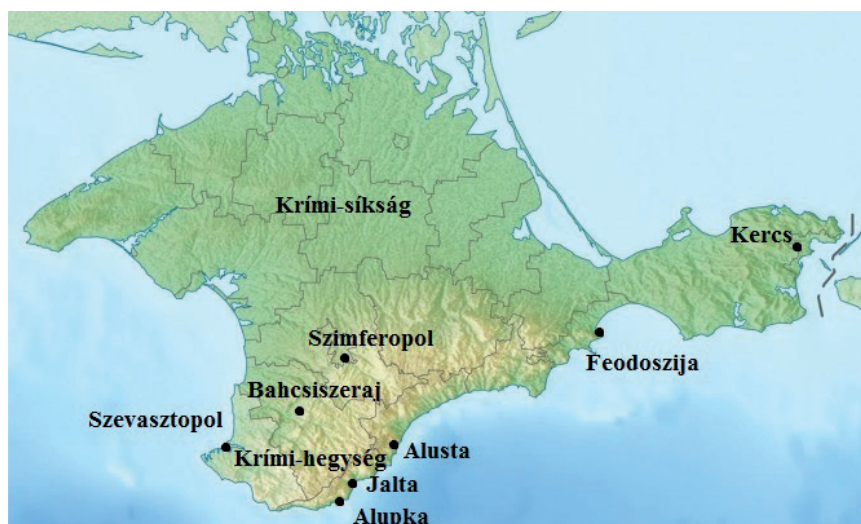 Krími-síkság
Kercs
Szimferopol
Feodoszija
Bahcsiszeraj
Szevasztopol
Krími-hegység
Alusta
Jalta
Alupka